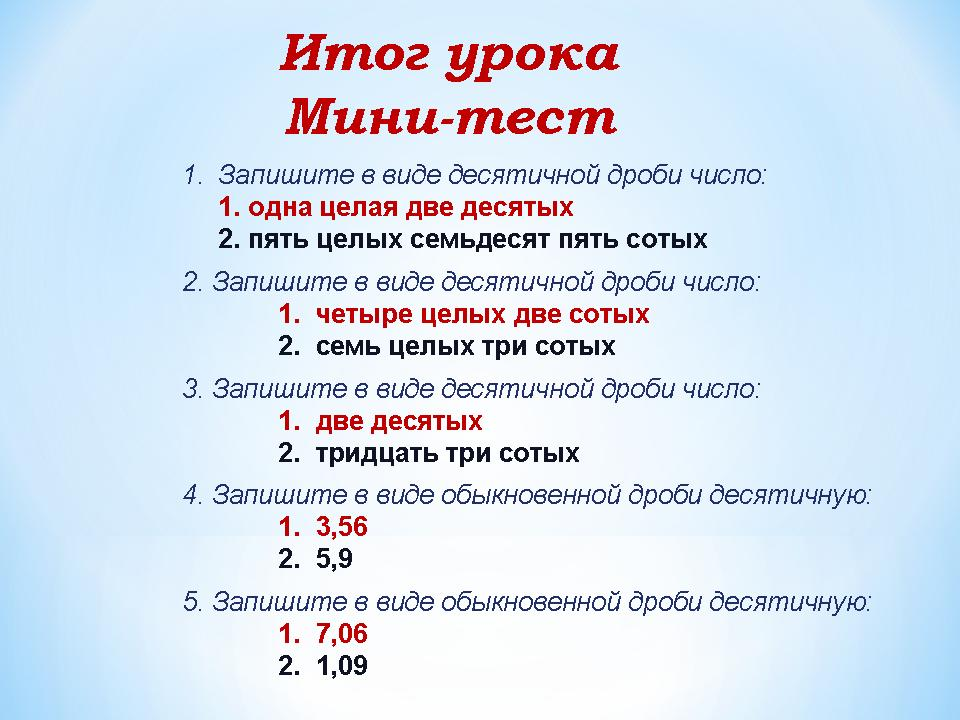 Итог урока
Мини-тест
1. Запишите в виде десятичной дроби число:
1. одна целая две десятых
2. пять целых семьдесят пять сотых
2. Запишите в виде десятичной дроби число:
1. четыре целых две сотых
2. семь целых три сотых
3. Запишите в виде десятичной дроби число:
1. две десятых
2. тридцать три сотых
4. Запишите в виде обыкновенной дроби десятичную:
1. 3,56
2. 5,9
5. Запишите в виде обыкновенной дроби десятичную:
1. 7,06
2. 1,09